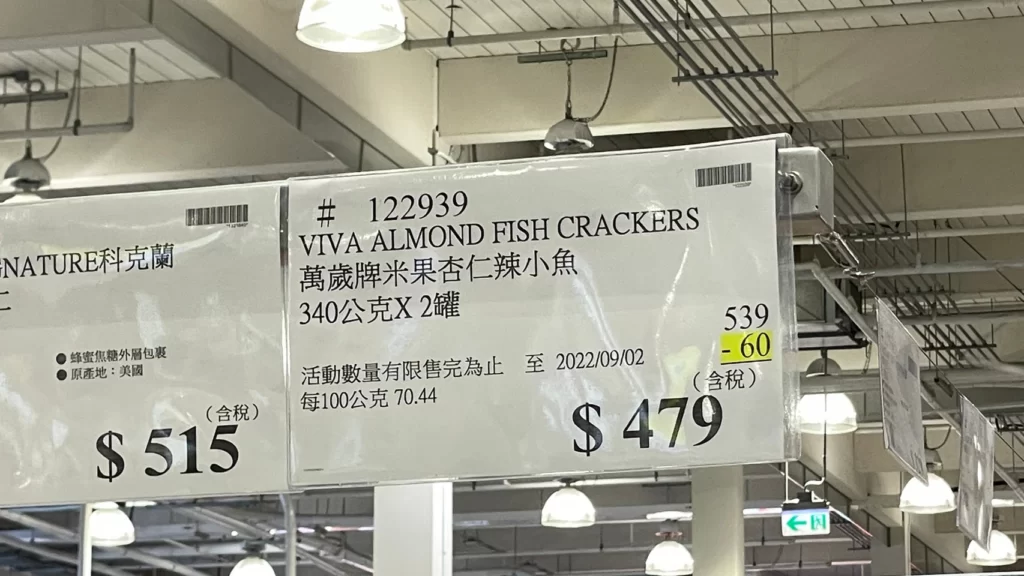 NATURE科克蘭
● 蜂蜜焦糖外層包裹
● 原產地：美國
（含稅）
$ 515
# 122939
VIVA ALMOND FISH CRACKERS
萬歲牌米果杏仁辣小魚
340公克X 2罐
539
- 60
活動數量有限售完為止 至 2022/09/02
（含稅）
每100公克 70.44
$ 479